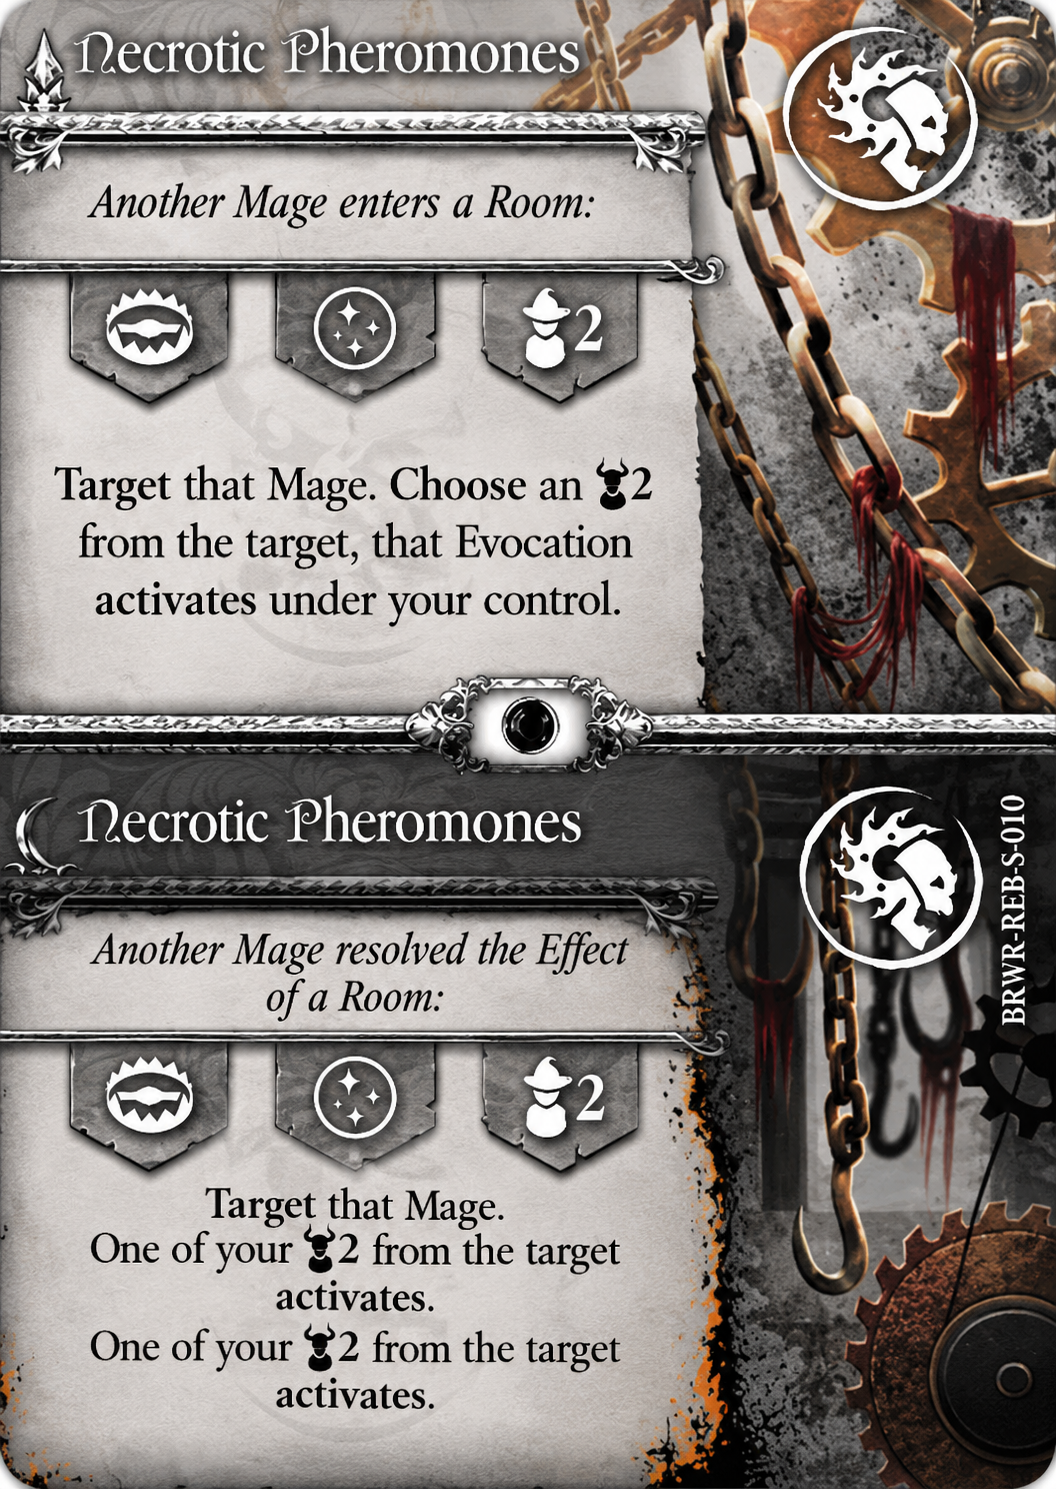 Necrotic Pheromones
Another Mage enters a Room:
2
Target that Mage. Choose an 2
from the target, that Evocation
activates under your control.
Necrotic Pheromones
BRWR-REB-S-010
Another Mage resolved the Effect
of a Room:
2
Target that Mage.
One of your 2 from the target
activates.
One of your 2 from the target
activates.